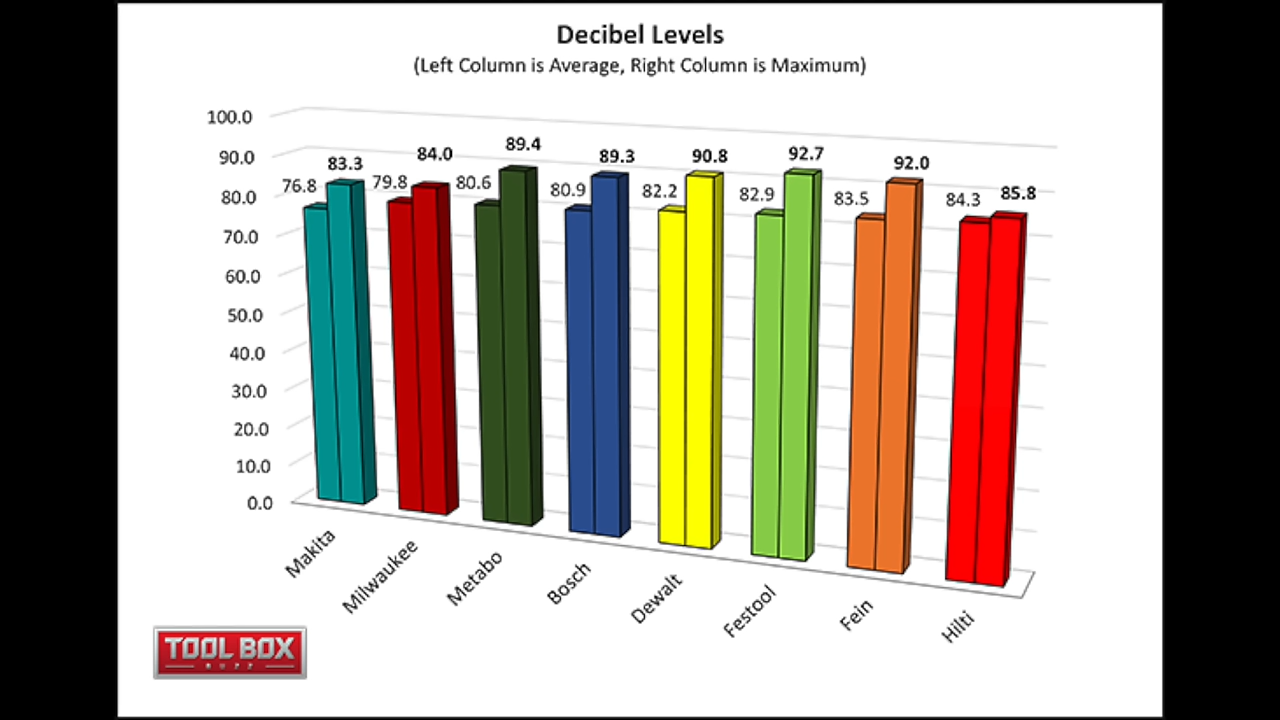 Decibel Levels
(Left Column is Average, Right Column is Maximum)
100.0
90.0
80.0
70.0
60.0
50.0
40.0
30.0
20.0
10.0
0.0
76.8
83.3
79.8
84.0
80.6
89.4
80.9
89.3
82.2
90.8
82.9
92.7
83.5
92.0
84.3
85.8
Makita
Milwaukee
Metabo
Bosch
Dewalt
Festool
Fein
Hilti
TOOL BOX
BUZZ